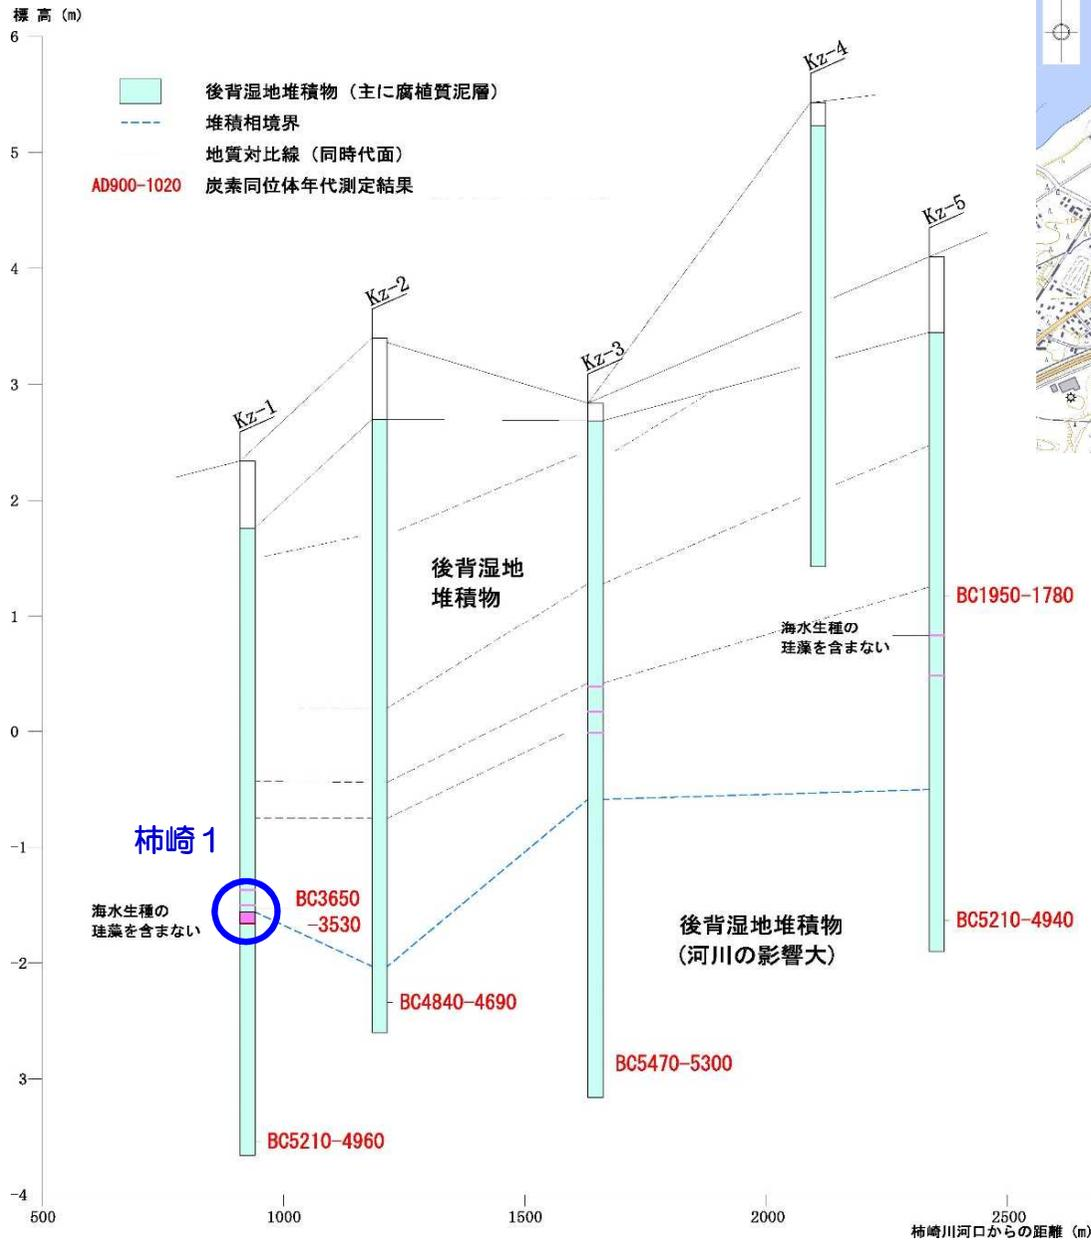 標 高 (m)
6
5
4
3
2
1
0
-1
-2
3
-4
500
1000
1500
2000
2500
柿崎川河口からの距離 (m)
後背湿地堆積物 (主に腐植質泥層)
堆積相境界
地質対比線 (同時代面)
AD900-1020 炭素同位体年代測定結果
Kz-1
Kz-2
Kz-3
Kz-4
Kz-5
後背湿地
堆積物
海水生種の
珪藻を含まない
BC1950-1780
柿崎1
海水生種の
珪藻を含まない
BC3650
-3530
後背湿地堆積物
(河川の影響大)
BC5210-4940
BC4840-4690
BC5470-5300
BC5210-4960